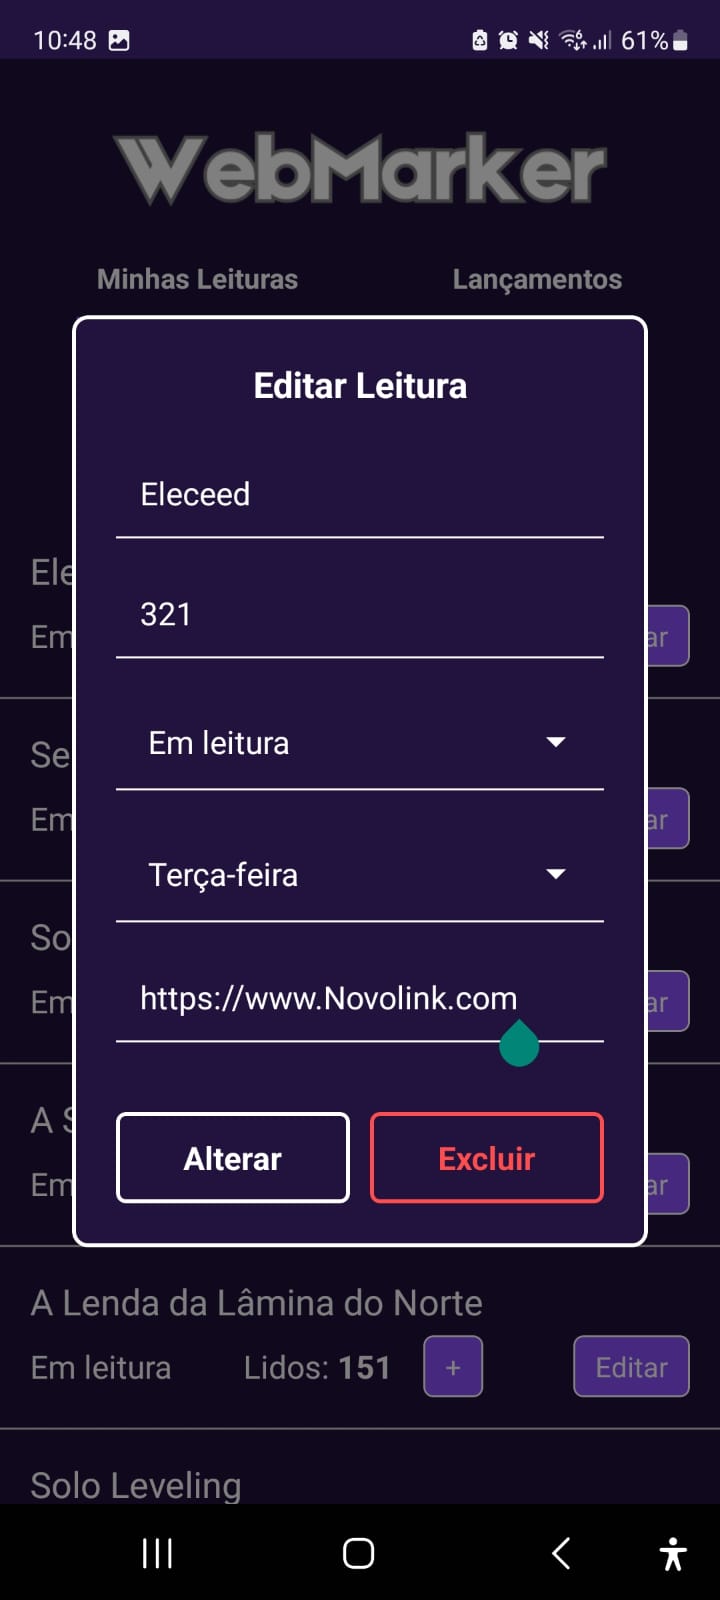 10:48 61%
WebMarker
Minhas Leituras Lançamentos
Editar Leitura
Eleceed
321
Em leitura
Terça-feira
https://www.Novolink.com
Alterar Excluir
Ele
Em ar
Se
Em ar
So
Em ar
A S
Em ar
A Lenda da Lâmina do Norte
Em leitura Lidos: 151 + Editar
Solo Leveling